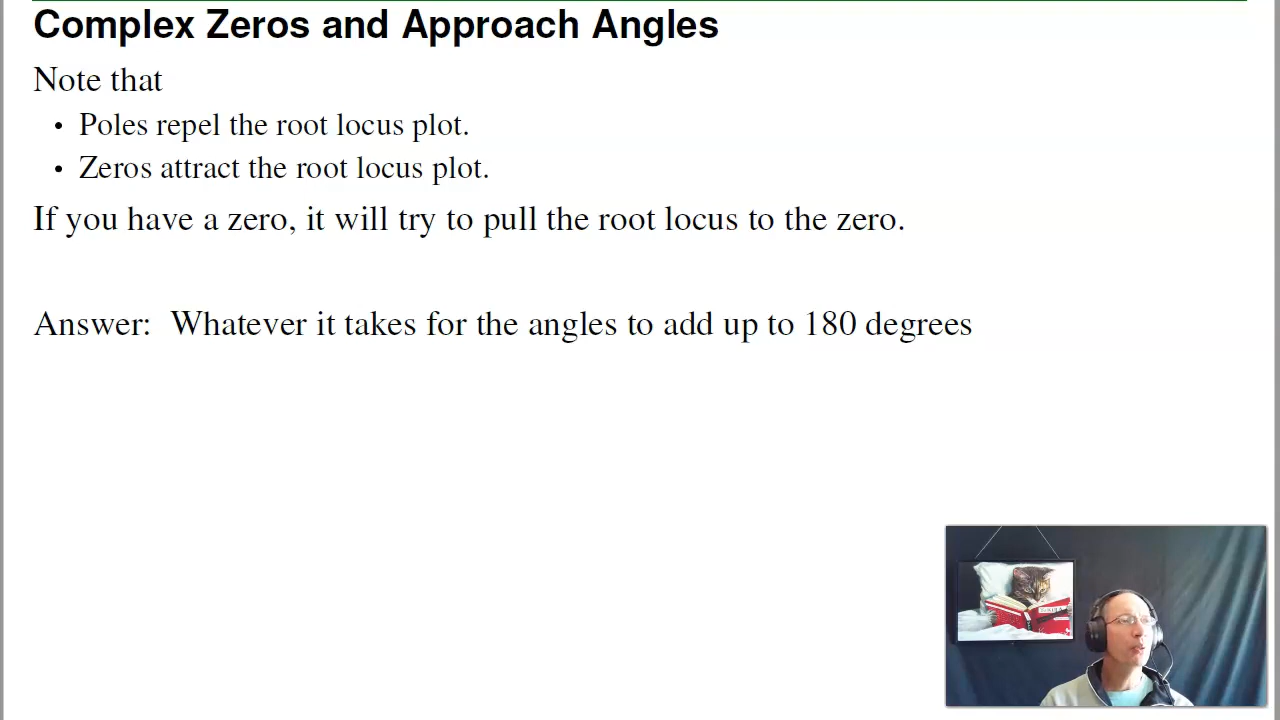 Complex Zeros and Approach Angles
Note that
• Poles repel the root locus plot.
• Zeros attract the root locus plot.
If you have a zero, it will try to pull the root locus to the zero.
Answer: Whatever it takes for the angles to add up to 180 degrees